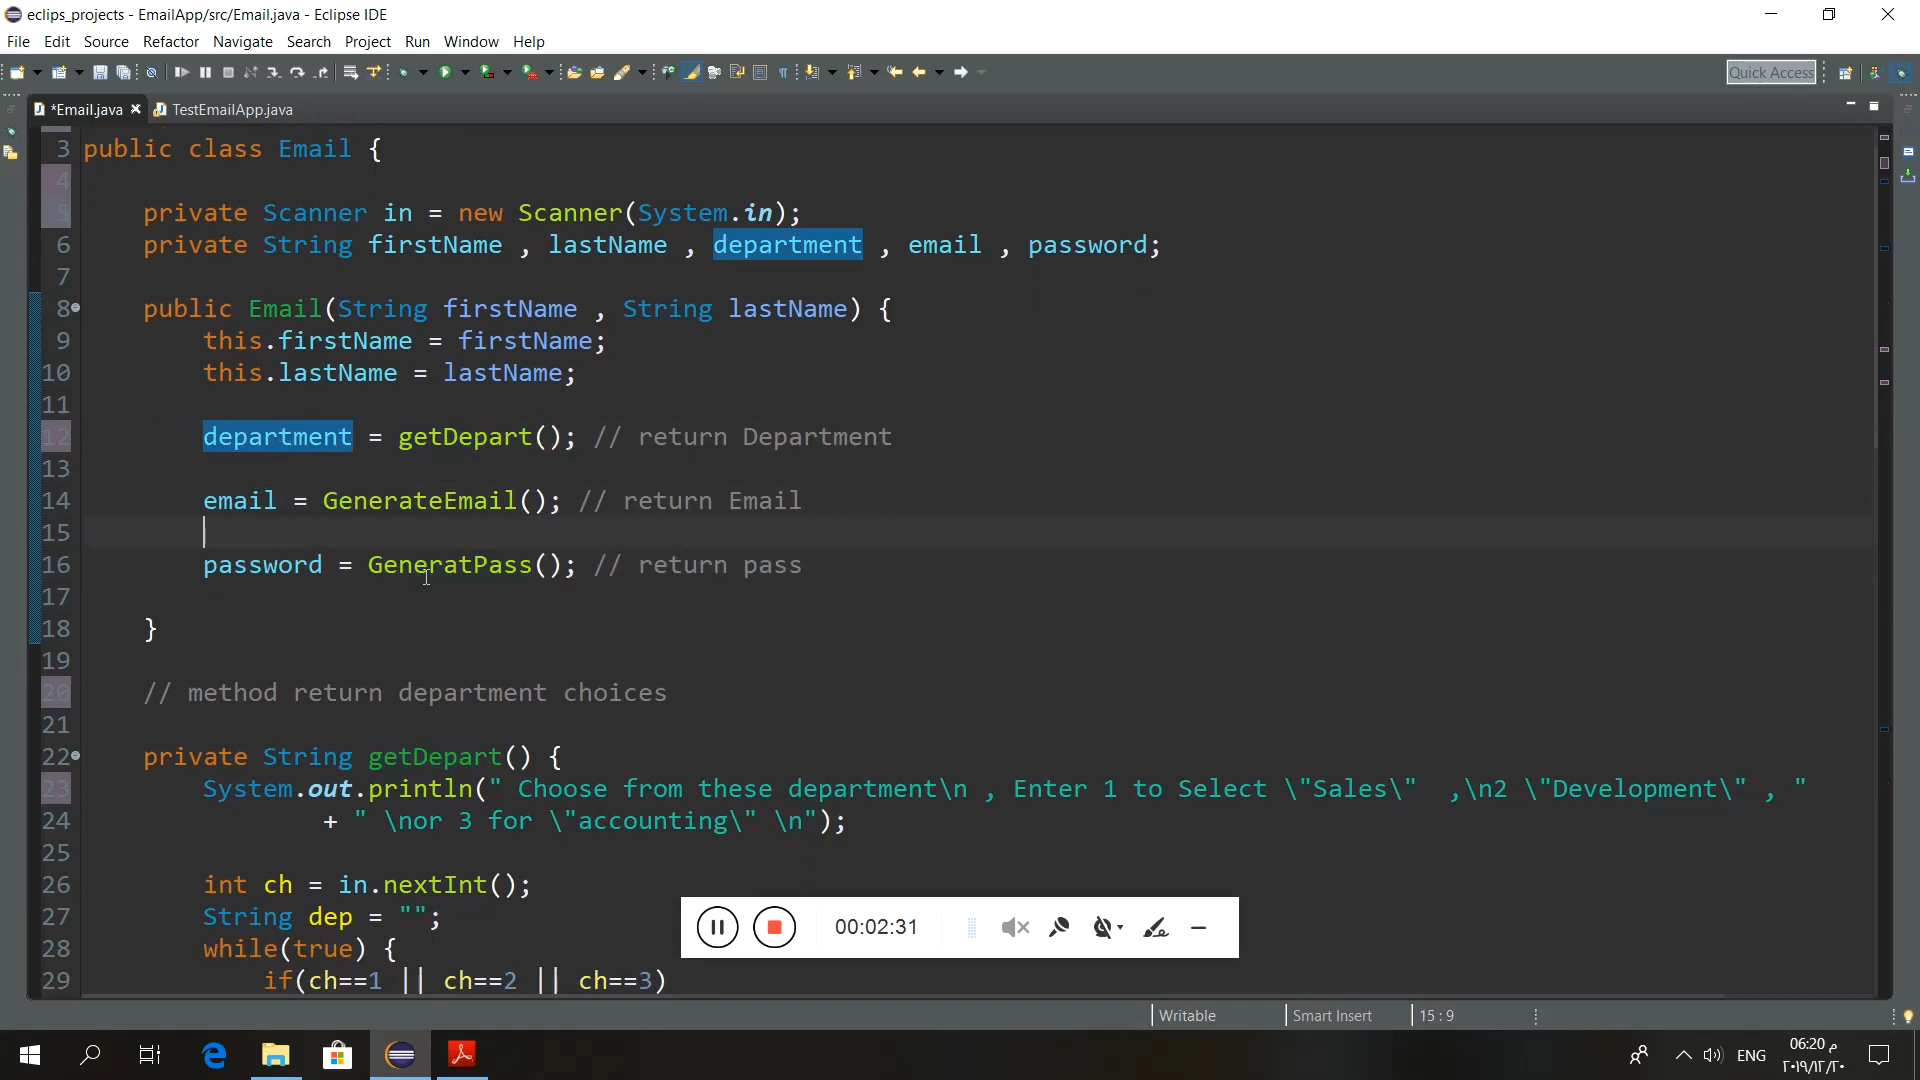 eclips_projects - EmailApp/src/Email.java - Eclipse IDE
File Edit Source Refactor Navigate Search Project Run Window Help
Quick Access
*Email.java TestEmailApp.java
3 public class Email {
4
5 private Scanner in = new Scanner(System.in);
6 private String firstName , lastName , department , email , password;
7
8 public Email(String firstName , String lastName) {
9 this.firstName = firstName;
10 this.lastName = lastName;
11
12 department = getDepart(); // return Department
13
14 email = GenerateEmail(); // return Email
15
16 password = GeneratPass(); // return pass
17
18 }
19
20 // method return department choices
21
22 private String getDepart() {
23 System.out.println(" Choose from these department\n , Enter 1 to Select \"Sales\"  ,\n2 \"Development\" , "
24 + " \nor 3 for \"accounting\" \n");
25
26 int ch = in.nextInt();
27 String dep = "";
28 while(true) {
29 if(ch==1 || ch==2 || ch==3)
00:02:31
Writable Smart Insert 15 : 9
ENG
06:20 م
٢٠١٩/١٢/٢٠